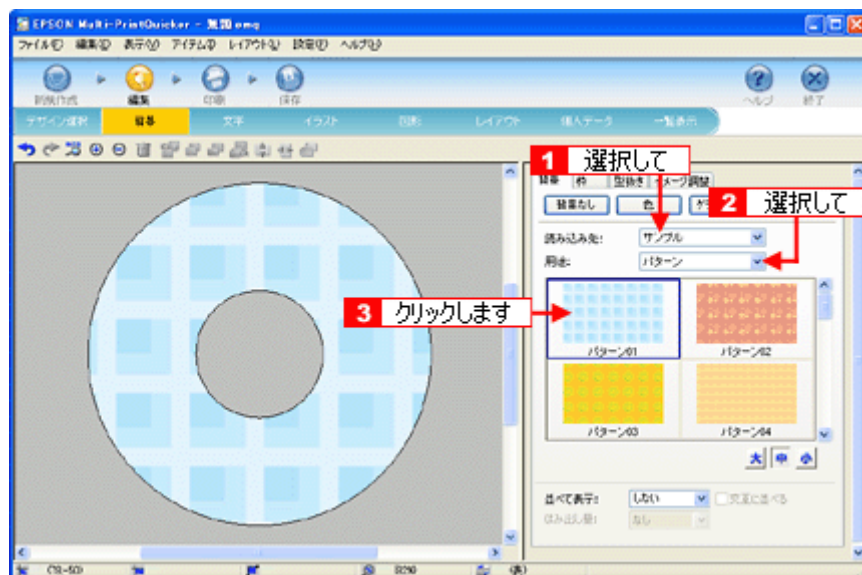 EPSON Multi-PrintQuicker - 無題.emq
ファイル(F) 編集(E) 表示(V) アイテム(I) レイアウト(L) 設定(O) ヘルプ(H)
新規作成 編集 印刷 保存 ヘルプ 終了
デザイン選択 背景 文字 イラスト 図形 レイアウト 個人データ 一覧表示
1 選択して
背景 枠 型抜き イメージ調整
背景なし 色
2 選択して
読み込み先: サンプル
用途: パターン
3 クリックします
パターン01 パターン02
パターン03 パターン04
大 中 小
並べて表示: しない 交互に並べる
はみ出し量: なし